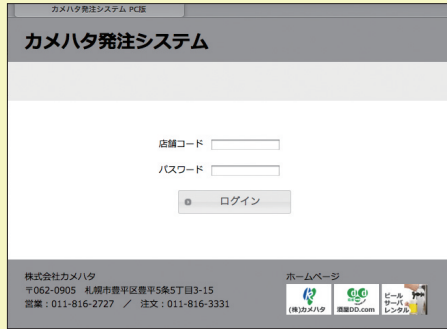 カメハタ発注システム PC版
カメハタ発注システム
店舗コード
パスワード
ログイン
株式会社カメハタ
〒062-0905 札幌市豊平区豊平5条5丁目3-15
営業：011-816-2727 ／ 注文：011-816-3331
ホームページ
(株)カメハタ
酒屋DD.com
ビール
サーバ
レンタル